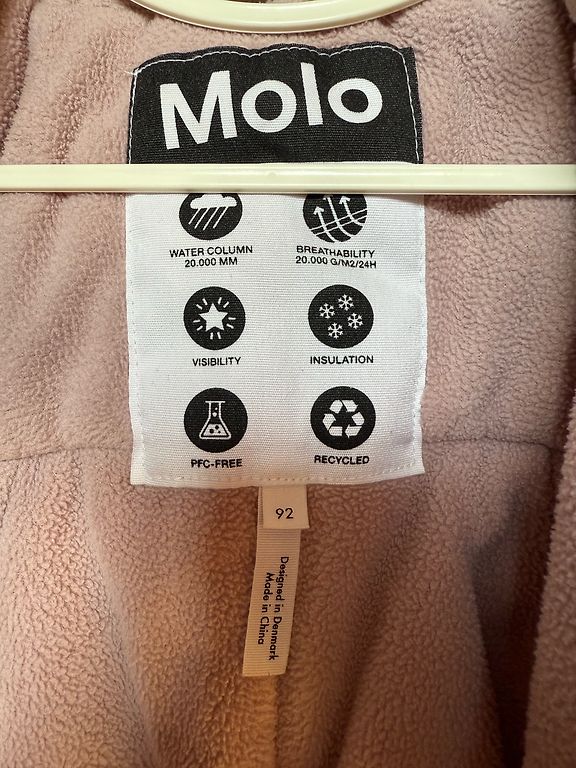 Molo
WATER COLUMN
20.000 MM
BREATHABILITY
20.000 G/M2/24H
VISIBILITY
INSULATION
PFC-FREE
RECYCLED
92
Designed in Denmark
Made in China